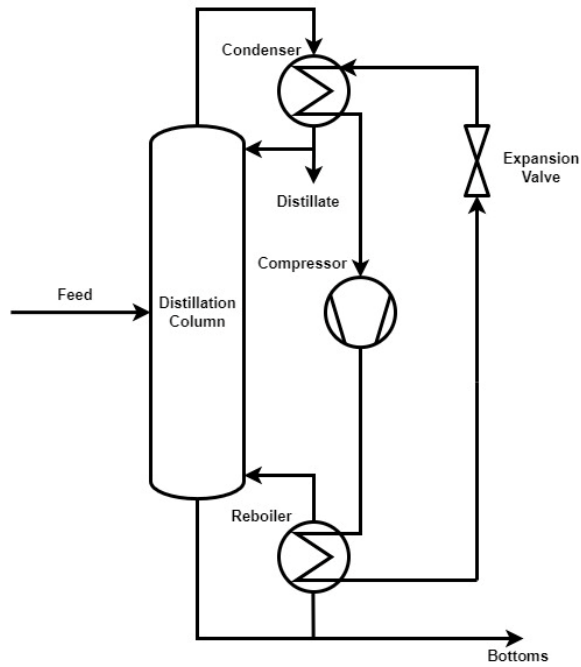 Condenser
Expansion
Valve
Distillate
Compressor
Feed
Distillation
Column
Reboiler
Bottoms